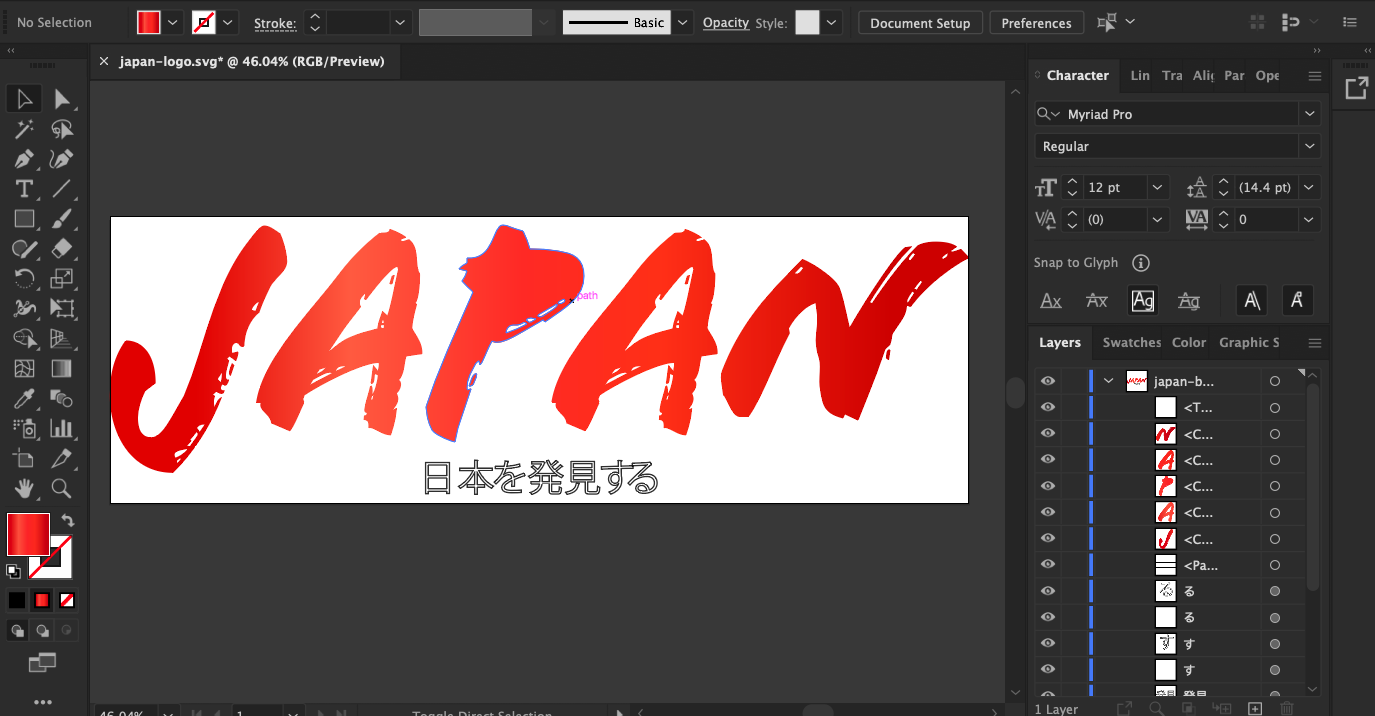 No Selection Stroke: Basic Opacity Style: Document Setup Preferences
japan-logo.svg* @ 46.04% (RGB/Preview)
Character Lin Tra Alig Par Ope
Myriad Pro
Regular
12 pt (14.4 pt)
(0) 0
Snap to Glyph
JAPAN
path
日本を発見する
Layers Swatches Color Graphic S
japan-b...
<T...
<C...
<C...
<C...
<C...
<C...
<Pa...
る
る
す
す
発見
1 Layer
46.04% 1 Toggle Direct Selection